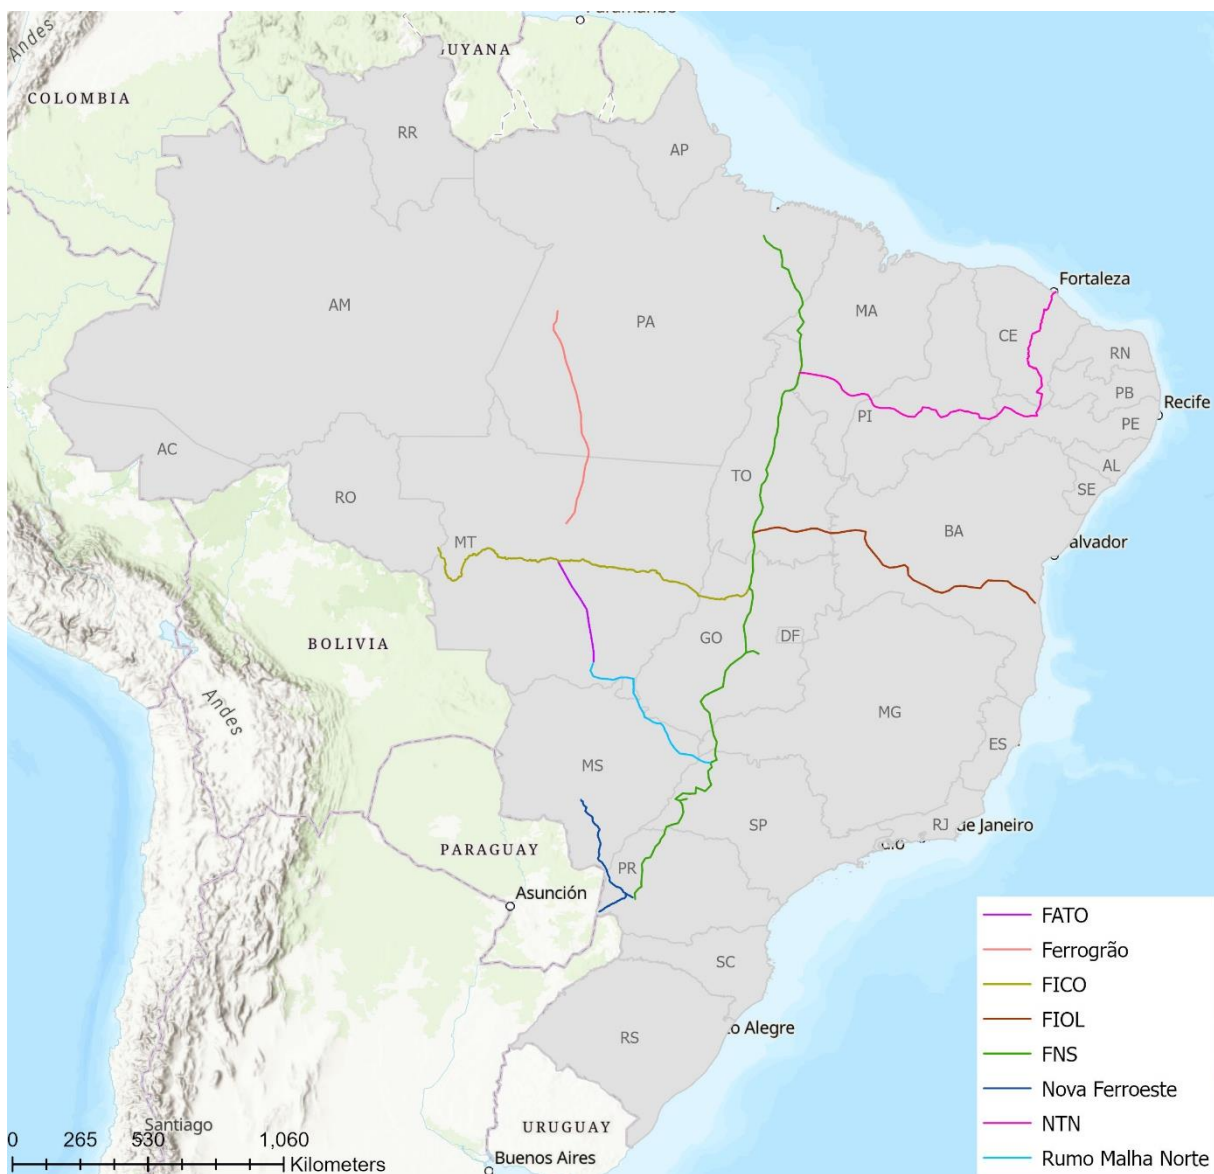 Paramaribo
Andes
GUYANA
COLOMBIA
RR
AP
Fortaleza
AM
PA
MA
CE
RN
PB
Recife
PI
PE
AC
AL
TO
SE
RO
BA
MT
alvador
GO
DF
BOLIVIA
Andes
MG
ES
MS
SP
RJ
de Janeiro
PARAGUAY
PR
Asunción
FATO
Ferrogrão
FICO
SC
FIOL
o Alegre
RS
FNS
Nova Ferroeste
Santiago
URUGUAY
NTN
0 265 530 1,060
Kilometers
Buenos Aires
Rumo Malha Norte